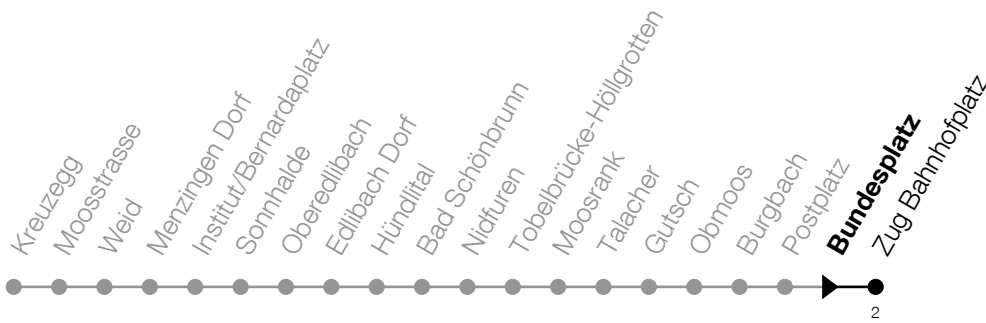 Kreuzegg
Moosstrasse
Weid
Menzingen Dorf
Institut/Bernardaplatz
Sonnhalde
Oberedlibach
Edlibach Dorf
Hündlital
Bad Schönbrunn
Nidfuren
Tobelbrücke-Höllgrotten
Moosrank
Talacher
Gutsch
Obmoos
Burgbach
Postplatz
Bundesplatz
Zug Bahnhofplatz
2